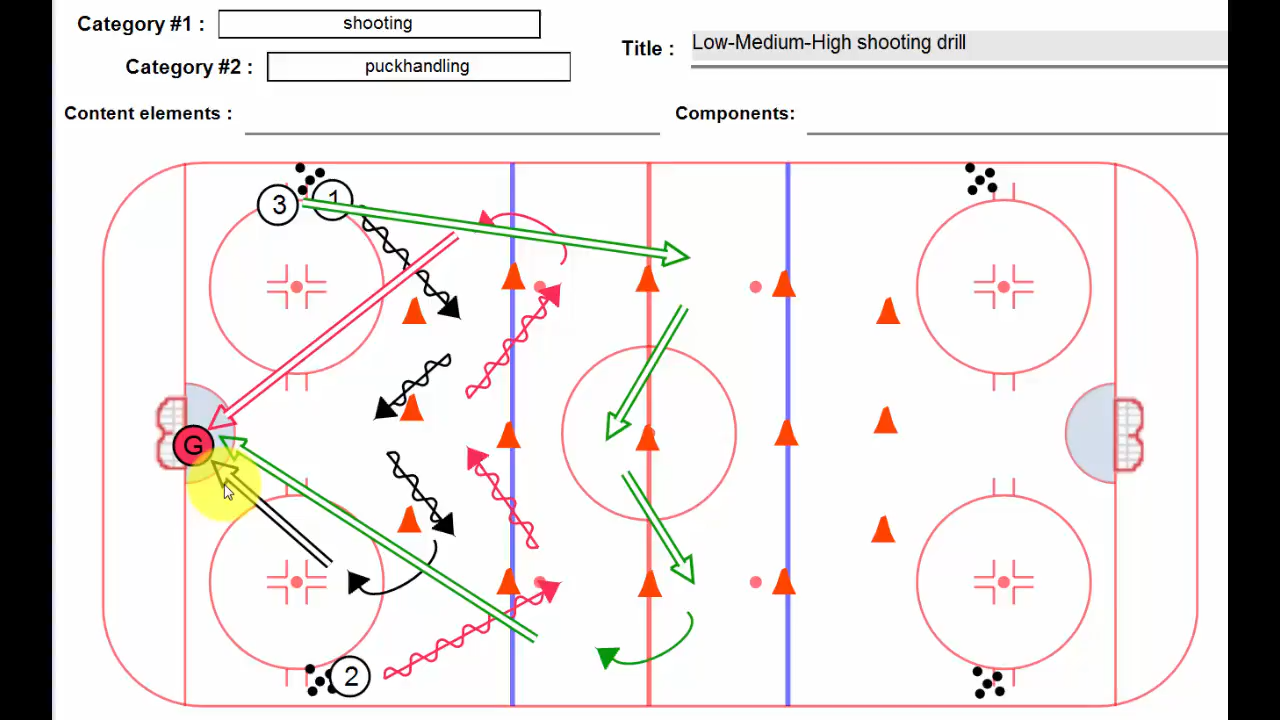 Category #1 :
shooting
Title :
Low-Medium-High shooting drill
Category #2 :
puckhandling
Content elements :
Components:
3
1
G
2